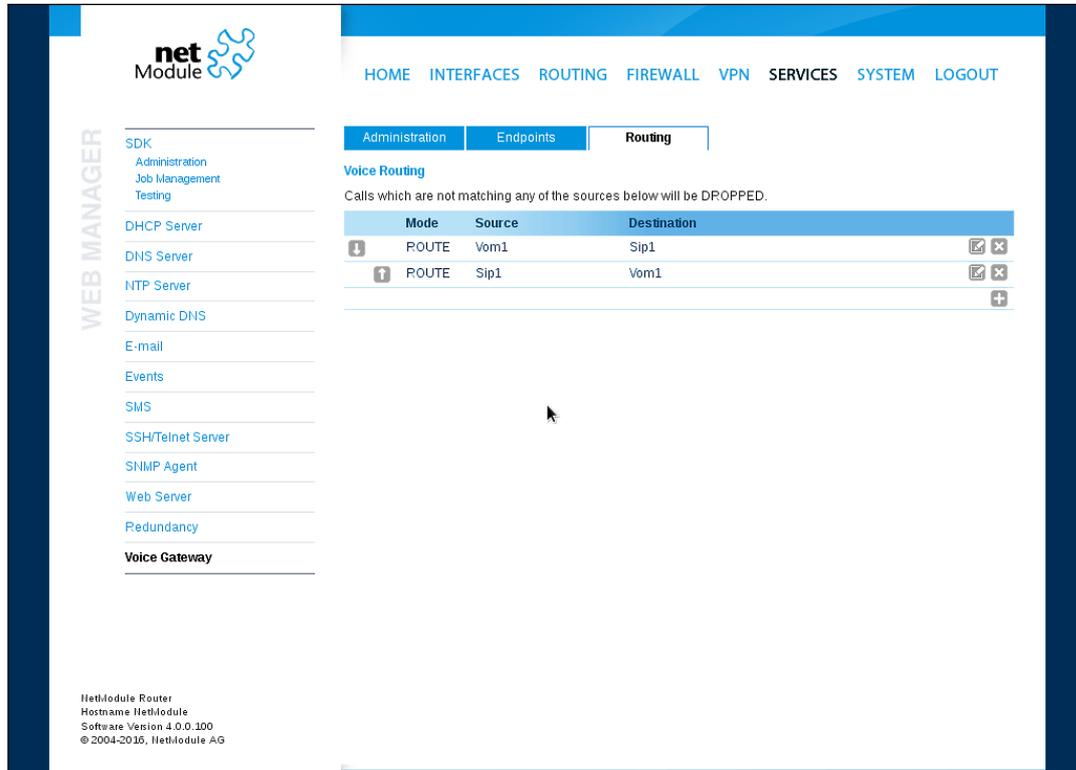 net
Module
HOME INTERFACES ROUTING FIREWALL VPN SERVICES SYSTEM LOGOUT
WEB MANAGER
SDK
Administration
Job Management
Testing
DHCP Server
DNS Server
NTP Server
Dynamic DNS
E-mail
Events
SMS
SSH/Telnet Server
SNMP Agent
Web Server
Redundancy
Voice Gateway
Administration Endpoints Routing
Voice Routing
Calls which are not matching any of the sources below will be DROPPED.
Mode Source Destination
ROUTE Vom1 Sip1
ROUTE Sip1 Vom1
NetModule Router
Hostname NetModule
Software Version 4.0.0.100
© 2004-2016, NetModule AG